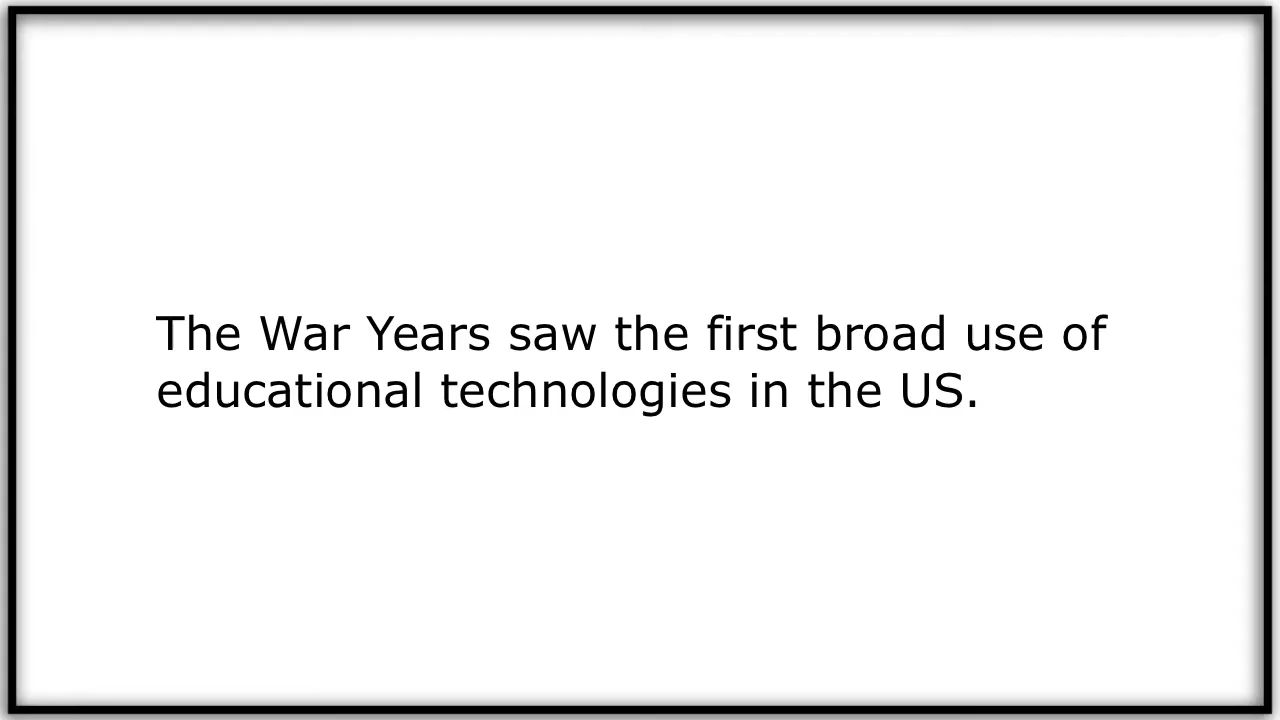 The War Years saw the first broad use of
educational technologies in the US.